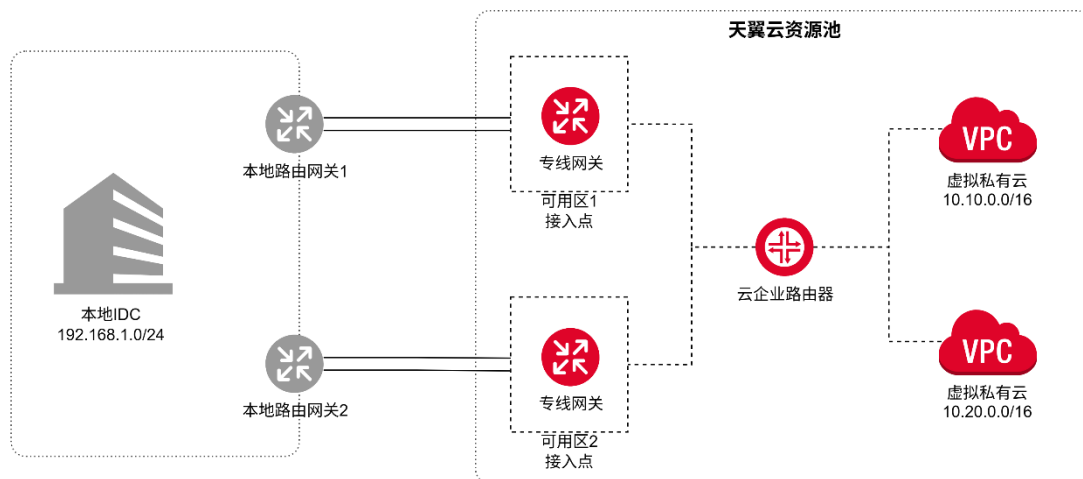 天翼云资源池
本地路由网关1
专线网关
可用区1
接入点
VPC
虚拟私有云
10.10.0.0/16
云企业路由器
本地IDC
192.168.1.0/24
本地路由网关2
专线网关
可用区2
接入点
VPC
虚拟私有云
10.20.0.0/16